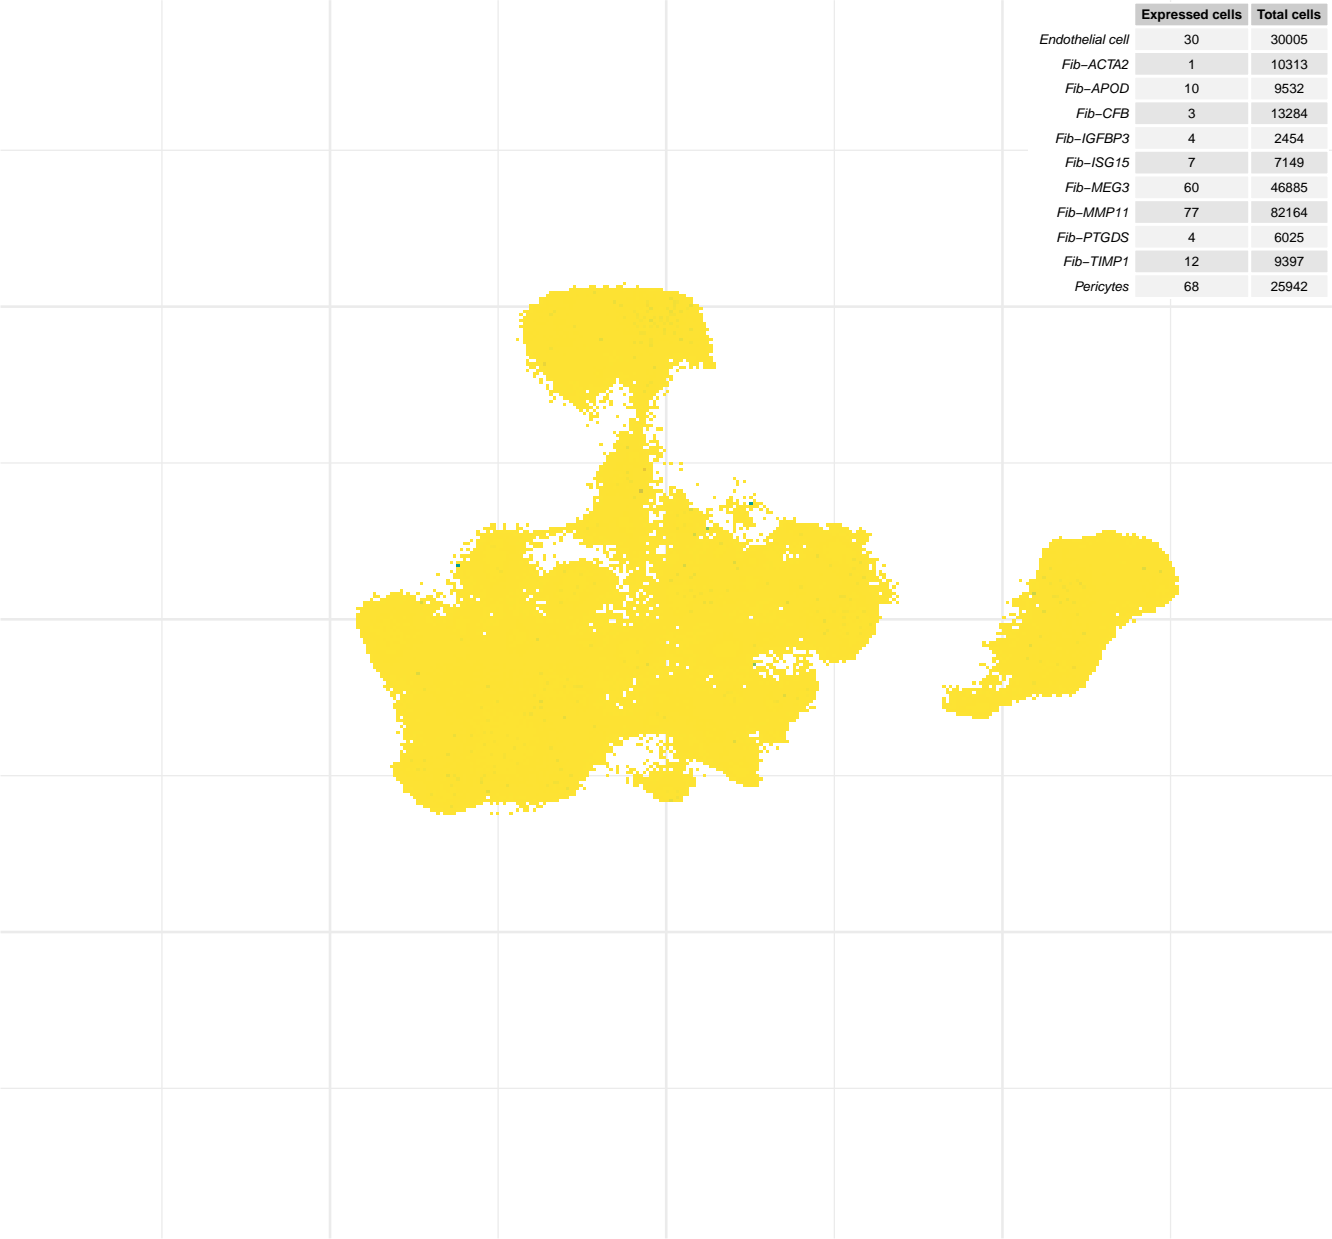 Expressed cells Total cells
Endothelial cell 30 30005
Fib−ACTA2 1 10313
Fib−APOD 10 9532
Fib−CFB 3 13284
Fib−IGFBP3 4 2454
Fib−ISG15 7 7149
Fib−MEG3 60 46885
Fib−MMP11 77 82164
Fib−PTGDS 4 6025
Fib−TIMP1 12 9397
Pericytes 68 25942